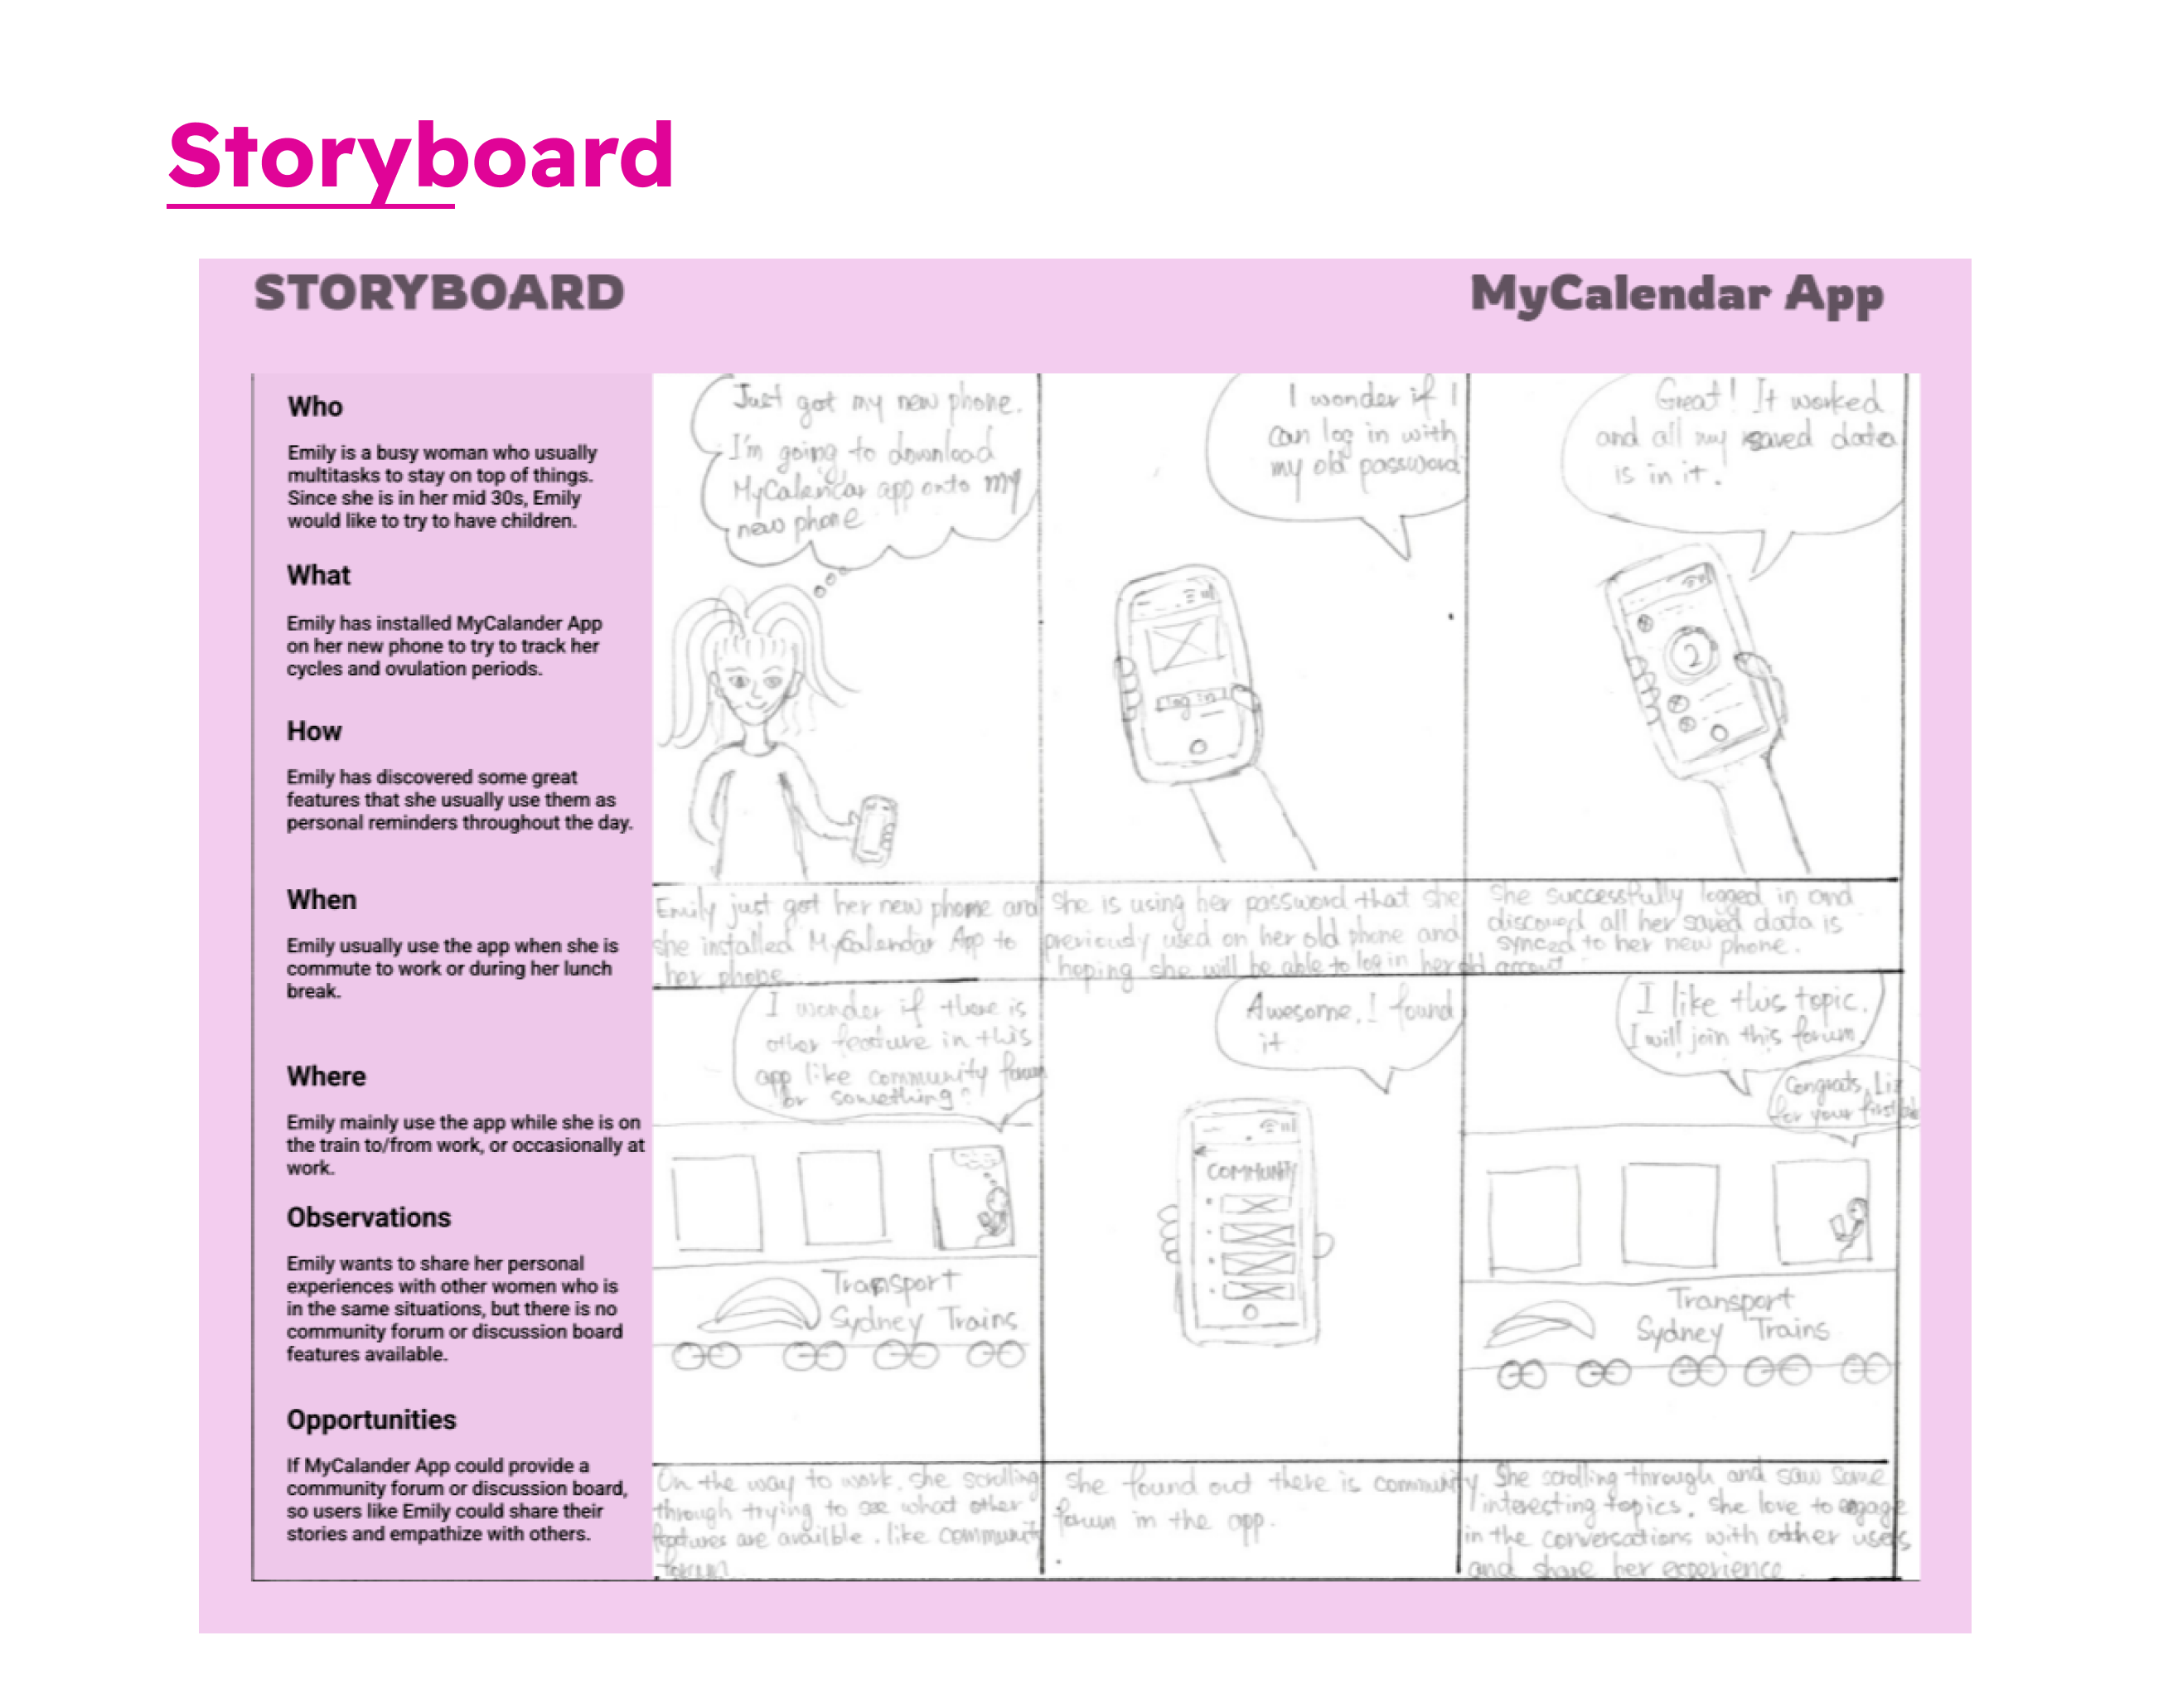 Storyboard
STORYBOARD
MyCalendar App
Who
Emily is a busy woman who usually
multitasks to stay on top of things.
Since she is in her mid 30s, Emily
would like to try to have children.
What
Emily has installed MyCalander App
on her new phone to try to track her
cycles and ovulation periods.
How
Emily has discovered some great
features that she usually use them as
personal reminders throughout the day.
When
Emily usually use the app when she is
commute to work or during her lunch
break.
Where
Emily mainly use the app while she is on
the train to/from work, or occasionally at
work.
Observations
Emily wants to share her personal
experiences with other women who is
in the same situations, but there is no
community forum or discussion board
features available.
Opportunities
If MyCalander App could provide a
community forum or discussion board,
so users like Emily could share their
stories and empathize with others.
Just got my new phone.
I'm going to download
MyCalendar app onto my
new phone
Emily just got her new phone and
she installed MyCalendar App to
her phone.
I wonder if I
can log in with
my old password
log in
She is using her password that she
previously used on her old phone and
hoping she will be able to log in her old account.
Great! It worked
and all my saved data
is in it.
2
She successfully logged in and
discoverd all her saved data is
synced to her new phone.
I wonder if there is
other feature in this
app like community forum
or something?
Transport
Sydney Trains
On the way to work, she scrolling
through trying to see what other
features are availble, like community
forum
Awesome, I found
it
COMMUNITY
She found out there is community
forum in the app.
I like this topic.
I will join this forum.
Congrats, Liz
for your first
Transport
Sydney Trains
She scrolling through and saw some
interesting topics. She love to engage
in the conversations with other users
and share her experience.